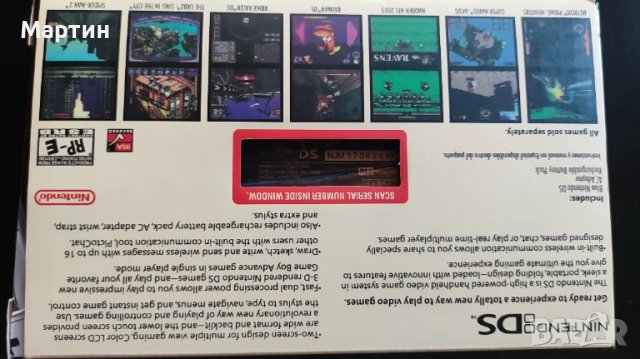 Мартин
NINTENDO DS™
Get ready to experience a totally new way to play video games.
The Nintendo DS is a high-powered handheld video game system in
a sleek, portable, folding design—loaded with innovative features to
give you the ultimate gaming experience.
•Built-in wireless communication allows you to share specially
designed games, chat, or play real-time multiplayer games.
Includes:
Blue Nintendo DS
AC Adapter
Rechargeable Battery Pack
Instrucciones y manual en Español disponibles dentro del paquete.
All games sold separately.
•Two-screen design for multiple view gaming: Color LCD screens
are wide format and backlit—and the lower touch screen provides
a revolutionary new way of playing and controlling games. Use
the stylus to type, navigate menus, and get instant game control.
•Fast, dual processing power allows you to play impressive new
3-D rendered Nintendo DS games—and play all your favorite
Game Boy Advance games in single player mode.
•Draw, sketch, write and send wireless messages with up to 16
other users with the built-in communication tool, PictoChat.
•Also includes rechargeable battery pack, AC adapter, wrist strap,
and extra stylus.
Nintendo
SCAN SERIAL NUMBER INSIDE WINDOW.
DS
RSA
SECURED
RP-E
ESRB
METROID PRIME: HUNTERS
SUPER MARIO 64 DS
MADDEN NFL 2005
RAYMAN DS
RIDGE RACER DS
THE URBZ: SIMS IN THE CITY
SPIDER-MAN 2
RAVENS
BAZAR